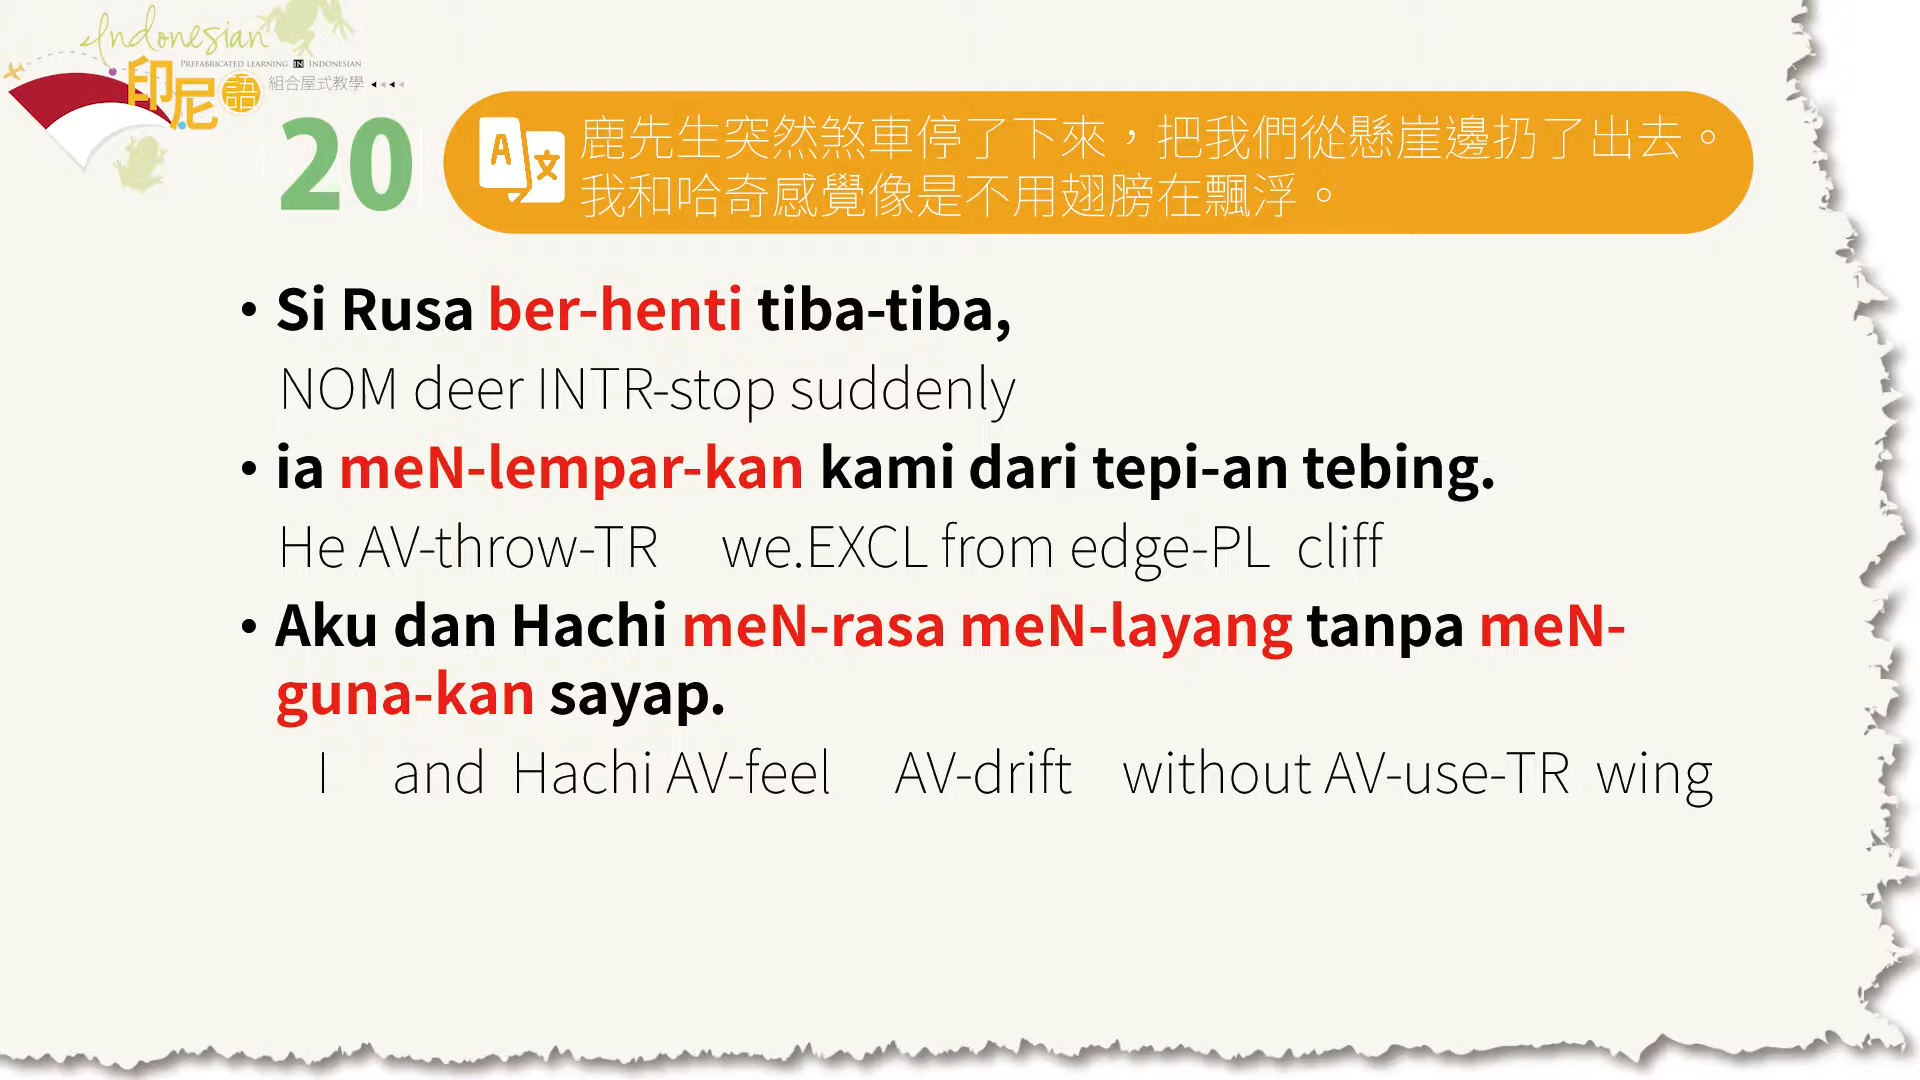 Indonesian
PREFABRICATED LEARNING IN INDONESIAN
印尼語 組合屋式教學
20
鹿先生突然煞車停了下來，把我們從懸崖邊扔了出去。
我和哈奇感覺像是不用翅膀在飄浮。
• Si Rusa ber-henti tiba-tiba,
NOM deer INTR-stop suddenly
• ia meN-lempar-kan kami dari tepi-an tebing.
He AV-throw-TR we.EXCL from edge-PL cliff
• Aku dan Hachi meN-rasa meN-layang tanpa meN-
guna-kan sayap.
I and Hachi AV-feel AV-drift without AV-use-TR wing